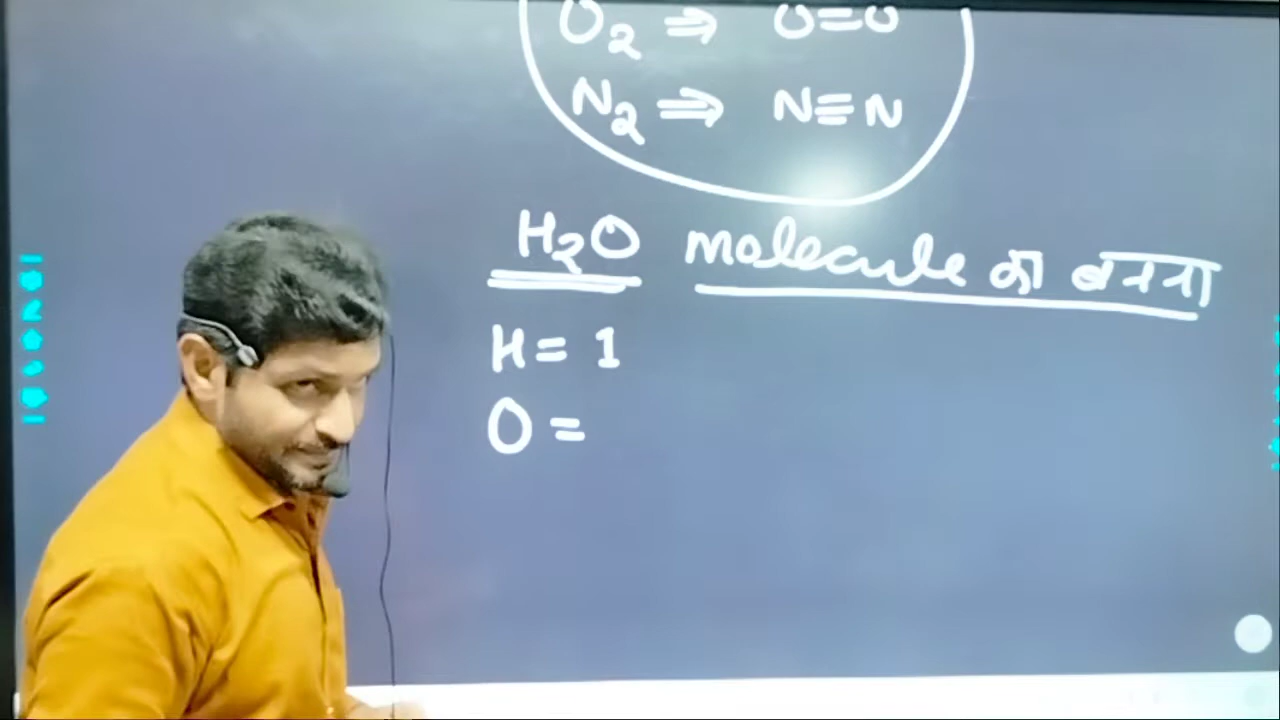 O₂ ⇒ O=O
N₂ ⇒ N≡N
H₂O molecule का बनना
H = 1
O =